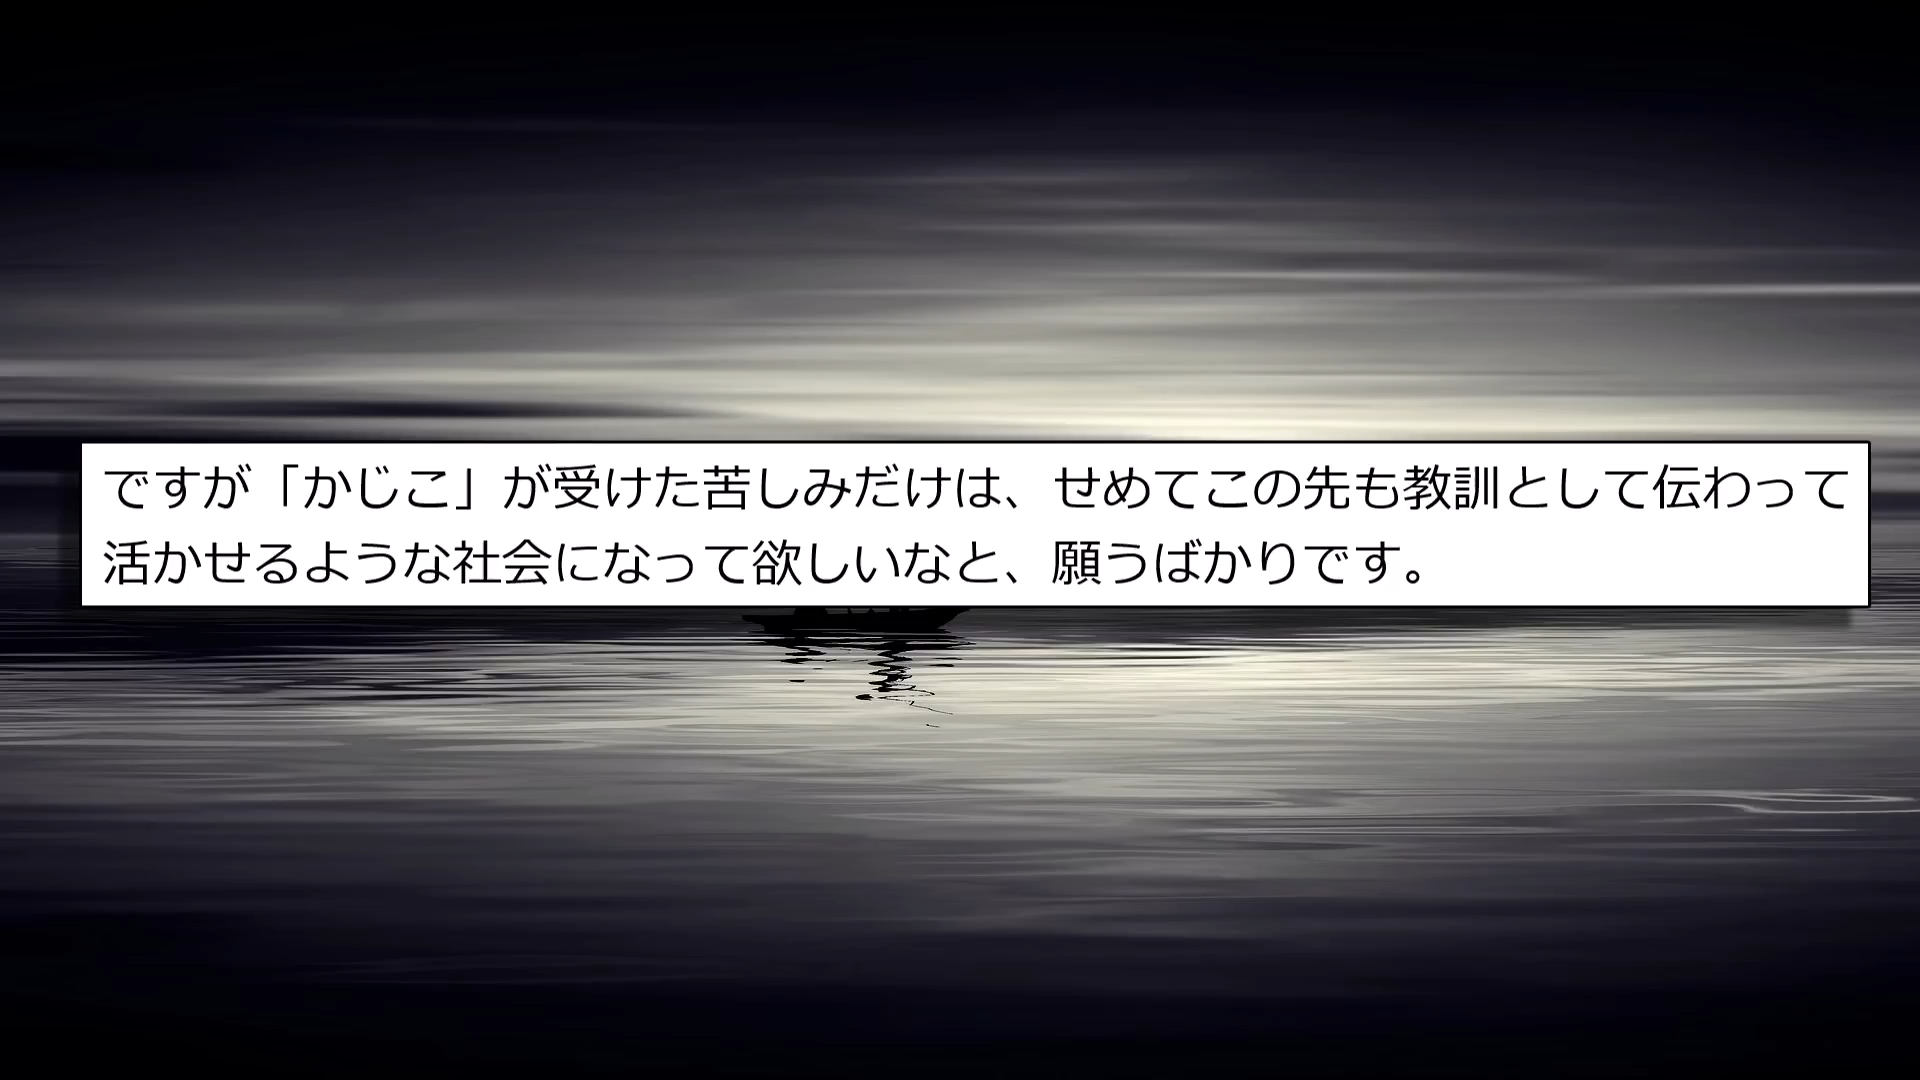 ですが「かじこ」が受けた苦しみだけは、せめてこの先も教訓として伝わって
活かせるような社会になって欲しいなと、願うばかりです。